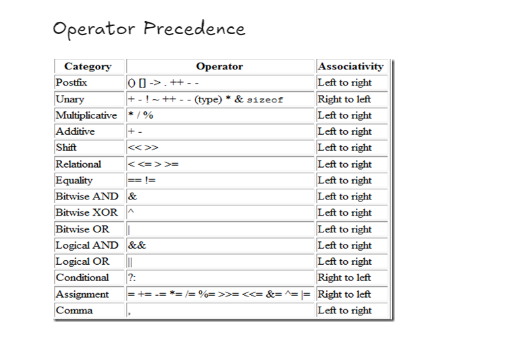 Operator Precedence
Category Operator Associativity
Postfix () [] -> . ++ - - Left to right
Unary + - ! ~ ++ - - (type) * & sizeof Right to left
Multiplicative * / % Left to right
Additive + - Left to right
Shift << >> Left to right
Relational < <= > >= Left to right
Equality == != Left to right
Bitwise AND & Left to right
Bitwise XOR ^ Left to right
Bitwise OR | Left to right
Logical AND && Left to right
Logical OR || Left to right
Conditional ?: Right to left
Assignment = += -= *= /= %= >>= <<= &= ^= |= Right to left
Comma , Left to right